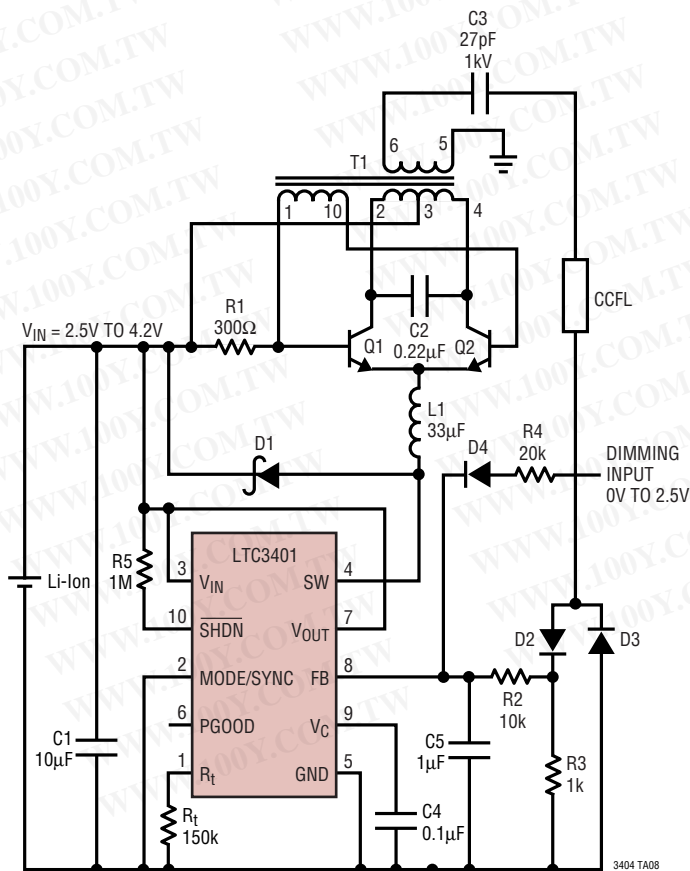 C3
27pF
1kV
6
5
T1
1
10
2
3
4
R1
300Ω
VIN = 2.5V TO 4.2V
CCFL
Q1
C2
0.22µF
Q2
L1
33µF
D1
D4
R4
20k
DIMMING
INPUT
0V TO 2.5V
R5
1M
Li-Ion
LTC3401
3
VIN
SW
4
10
SHDN
VOUT
7
2
MODE/SYNC
FB
8
6
PGOOD
VC
9
1
Rt
GND
5
D2
D3
R2
10k
C1
10µF
C5
1µF
R3
1k
Rt
150k
C4
0.1µF
3404 TA08
WWW.100Y.COM.TW